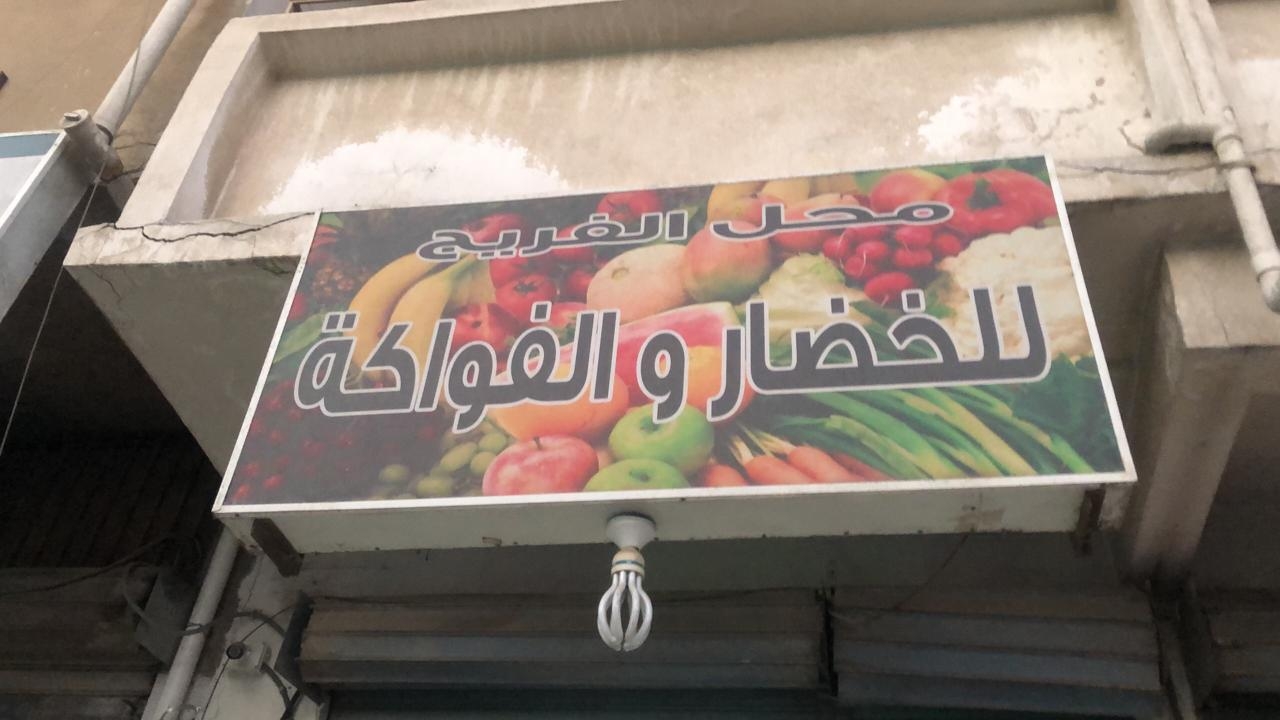 محل الفريج
للخضار و الفواكة